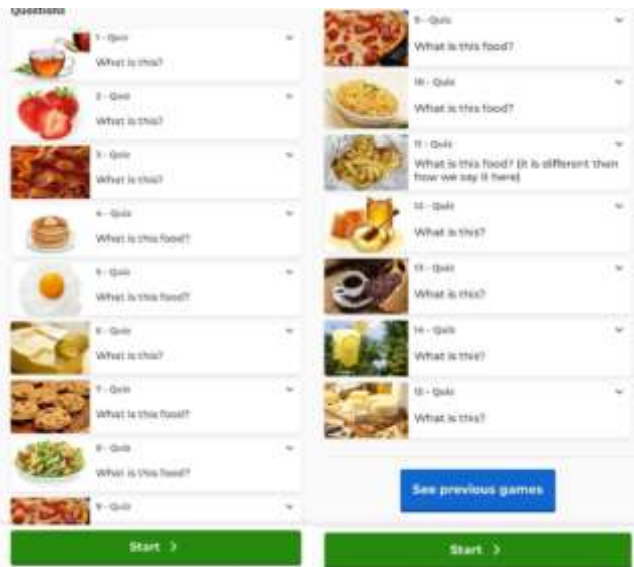 Questions
1 - Quiz
What is this?
2 - Quiz
What is this?
3 - Quiz
What is this?
4 - Quiz
What is this food?
5 - Quiz
What is this food?
6 - Quiz
What is this?
7 - Quiz
What is this food?
8 - Quiz
What is this food?
9 - Quiz
Start
9 - Quiz
What is this food?
10 - Quiz
What is this food?
11 - Quiz
What is this food? (it is different then
how we say it here)
12 - Quiz
What is this?
13 - Quiz
What is this?
14 - Quiz
What is this?
15 - Quiz
What is this?
See previous games
Start